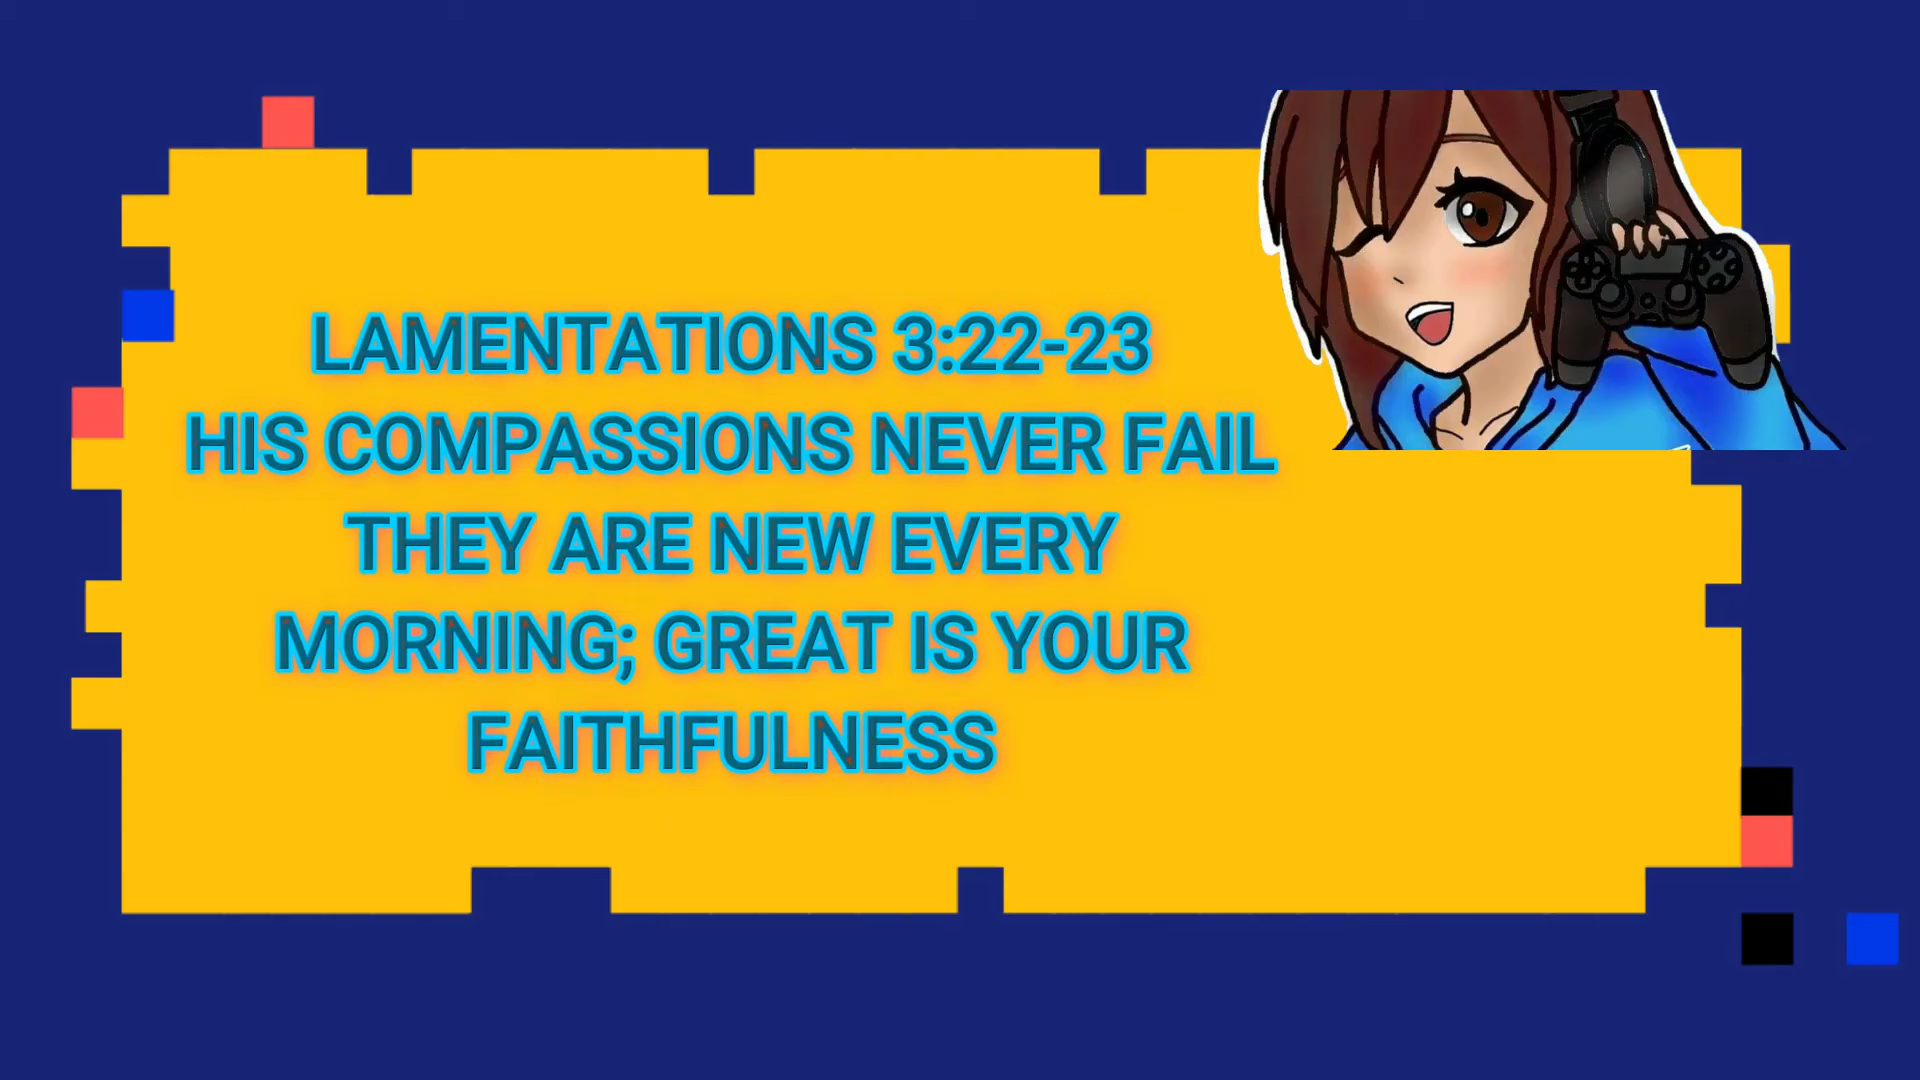 LAMENTATIONS 3:22-23
HIS COMPASSIONS NEVER FAIL
THEY ARE NEW EVERY
MORNING; GREAT IS YOUR
FAITHFULNESS